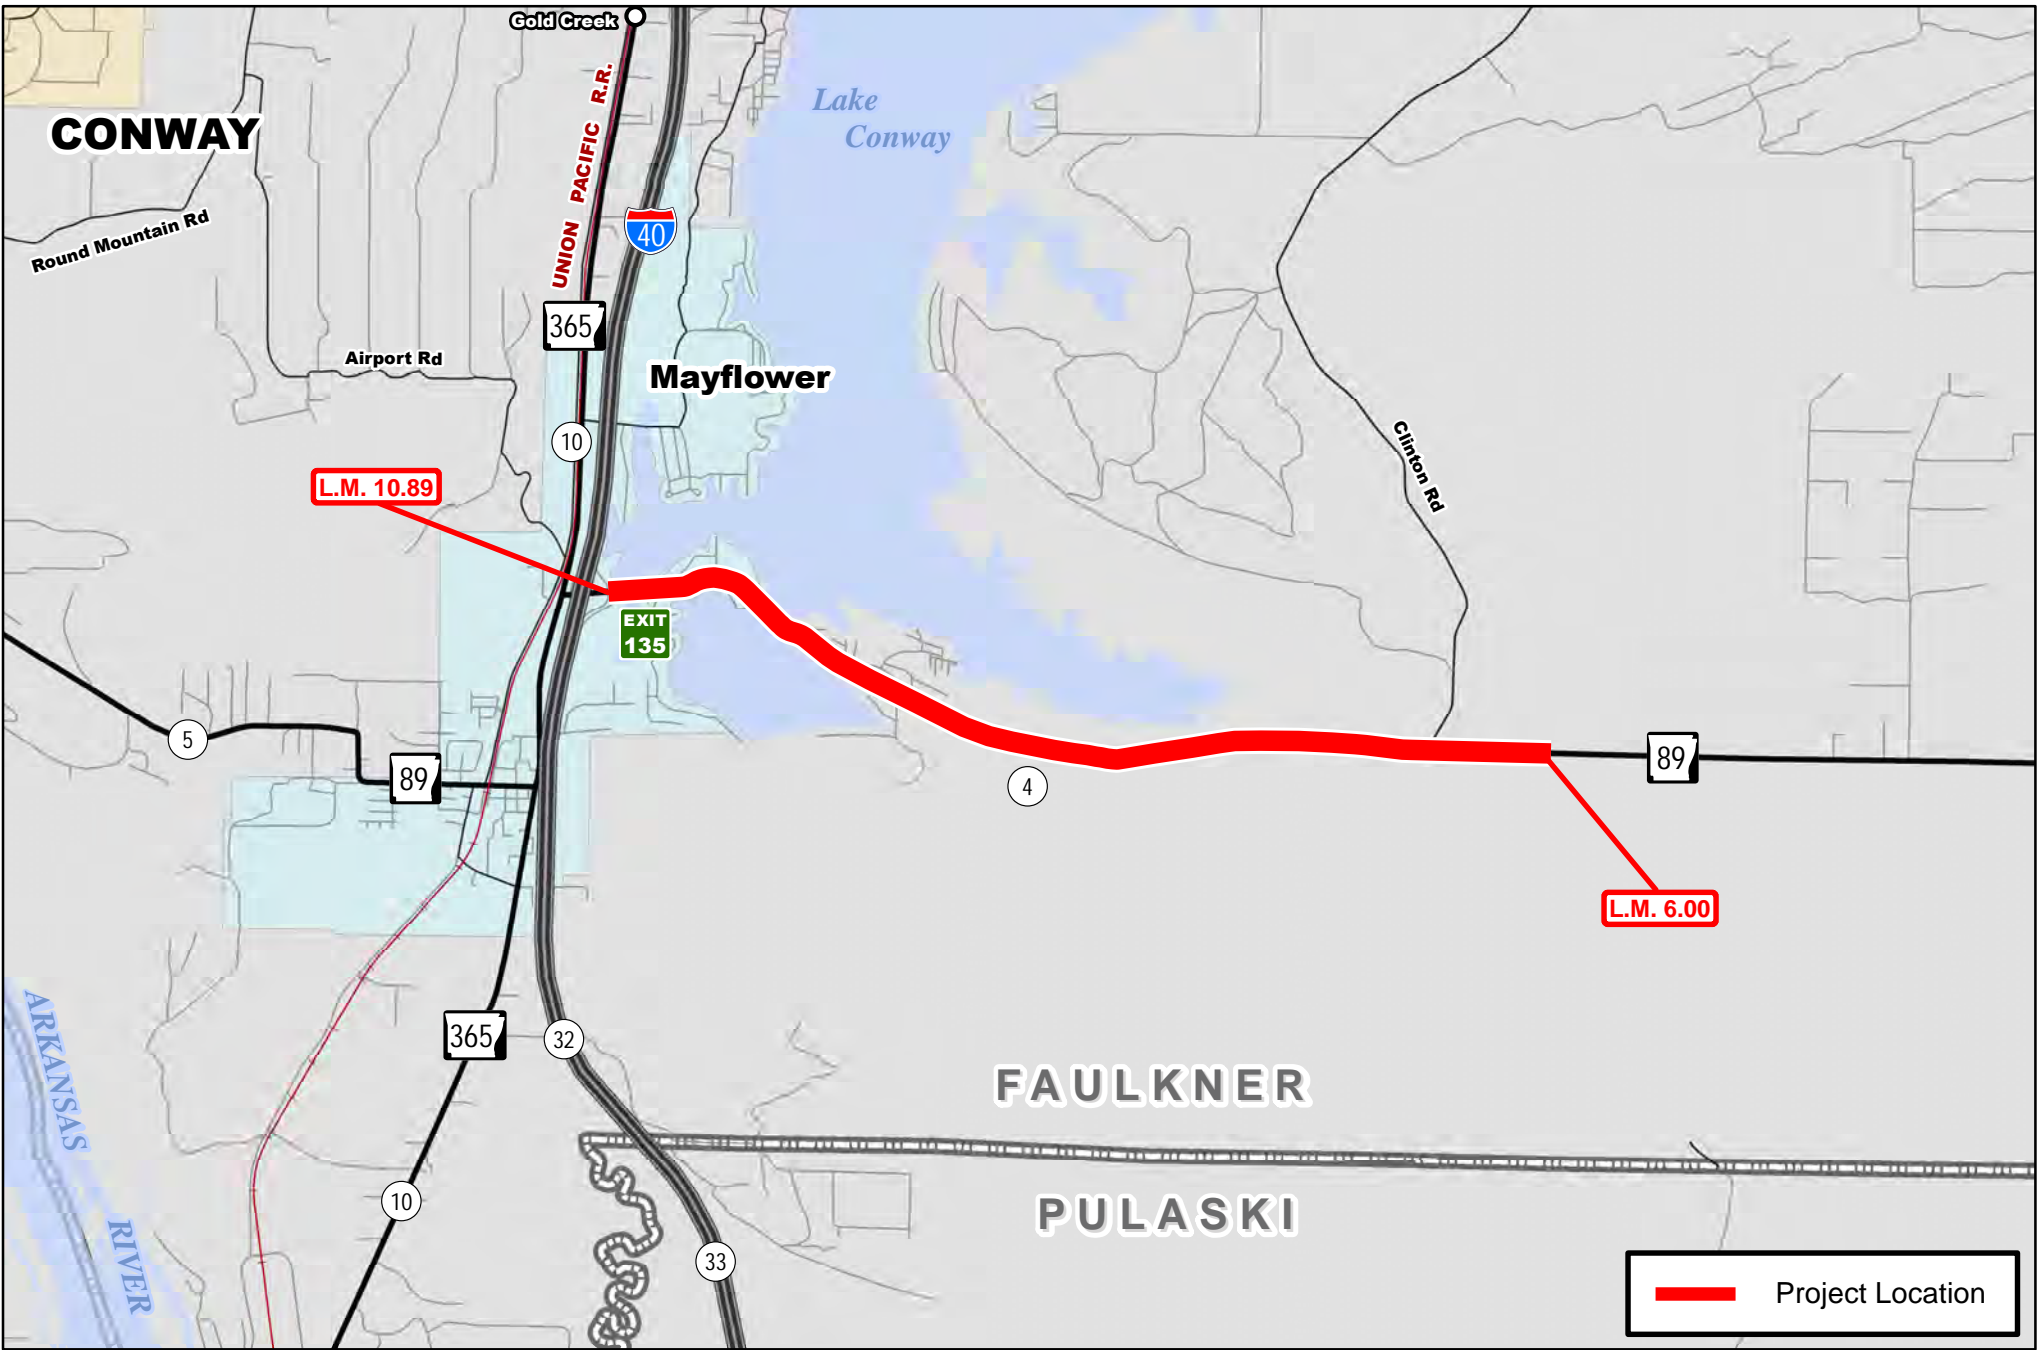 Gold Creek
UNION PACIFIC R.R.
Lake
Conway
CONWAY
Round Mountain Rd
40
365
Airport Rd
Mayflower
10
Clinton Rd
L.M. 10.89
EXIT
135
5
89
4
89
L.M. 6.00
ARKANSAS
RIVER
365
32
FAULKNER
PULASKI
10
33
Project Location